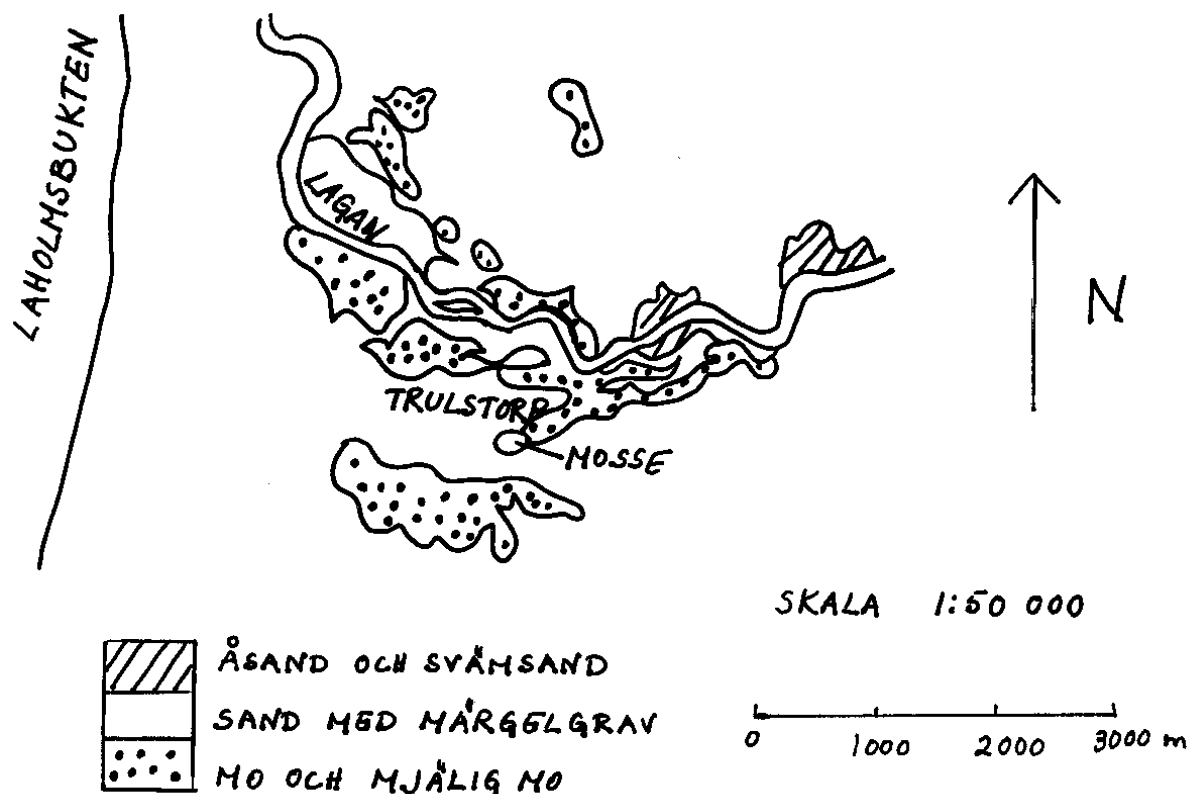 LAHOLMSBUKTEN
LAGAN
N
TRULSTORP
MOSSE
SKALA 1:50 000
ÅSAND OCH SVÄMSAND
SAND MED MÄRGELGRAV
MO OCH MJÄLIG MO
0 1000 2000 3000 m